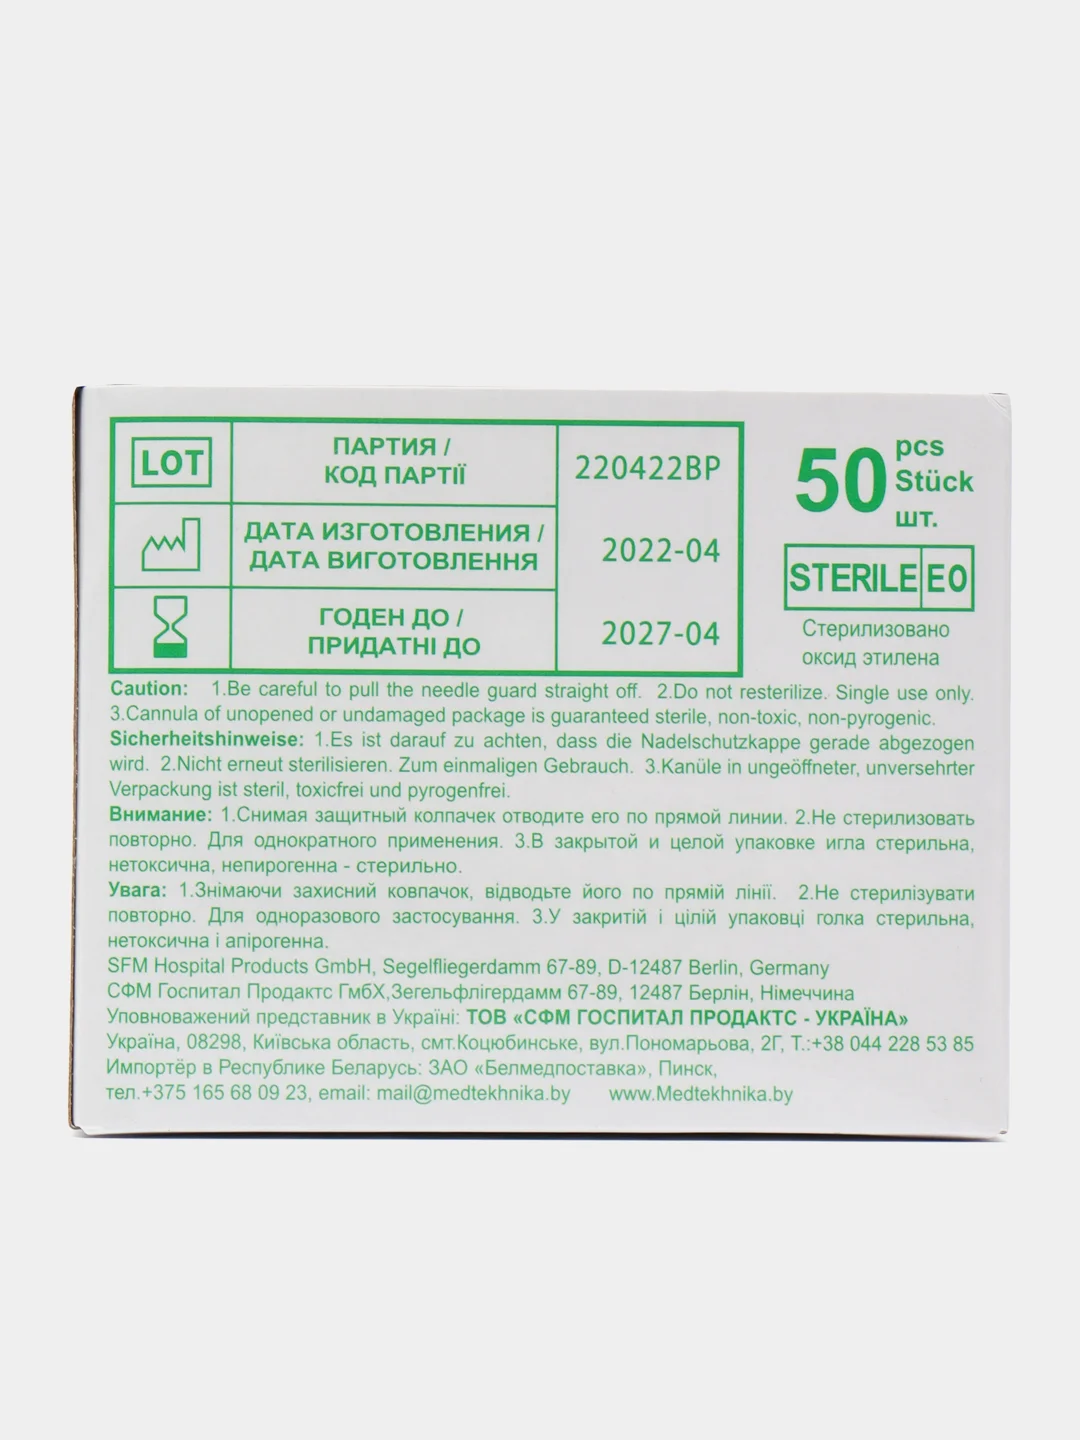 LOT
ПАРТИЯ /
КОД ПАРТІЇ
220422BP
ДАТА ИЗГОТОВЛЕНИЯ /
ДАТА ВИГОТОВЛЕННЯ
2022-04
ГОДЕН ДО /
ПРИДАТНІ ДО
2027-04
50 pcs
Stück
шт.
STERILE EO
Стерилизовано
оксид этилена
Caution: 1.Be careful to pull the needle guard straight off. 2.Do not resterilize. Single use only.
3.Cannula of unopened or undamaged package is guaranteed sterile, non-toxic, non-pyrogenic.
Sicherheitshinweise: 1.Es ist darauf zu achten, dass die Nadelschutzkappe gerade abgezogen
wird. 2.Nicht erneut sterilisieren. Zum einmaligen Gebrauch. 3.Kanüle in ungeöffneter, unversehrter
Verpackung ist steril, toxicfrei und pyrogenfrei.
Внимание: 1.Снимая защитный колпачек отводите его по прямой линии. 2.Не стерилизовать
повторно. Для однократного применения. 3.В закрытой и целой упаковке игла стерильна,
нетоксична, непирогенна - стерильно.
Увага: 1.Знімаючи захисний ковпачок, відводьте його по прямій лінії. 2.Не стерилізувати
повторно. Для одноразового застосування. 3.У закритій і цілій упаковці голка стерильна,
нетоксична і апірогенна.
SFM Hospital Products GmbH, Segelfliegerdamm 67-89, D-12487 Berlin, Germany
СФМ Госпитал Продактс ГмбХ,Зегельфлігердамм 67-89, 12487 Берлін, Німеччина
Уповноважений представник в Україні: ТОВ «СФМ ГОСПИТАЛ ПРОДАКТС - УКРАЇНА»
Україна, 08298, Київська область, смт.Коцюбинське, вул.Пономарьова, 2Г, Т.:+38 044 228 53 85
Импортёр в Республике Беларусь: ЗАО «Белмедпоставка», Пинск,
тел.+375 165 68 09 23, email: mail@medtekhnika.by www.Medtekhnika.by